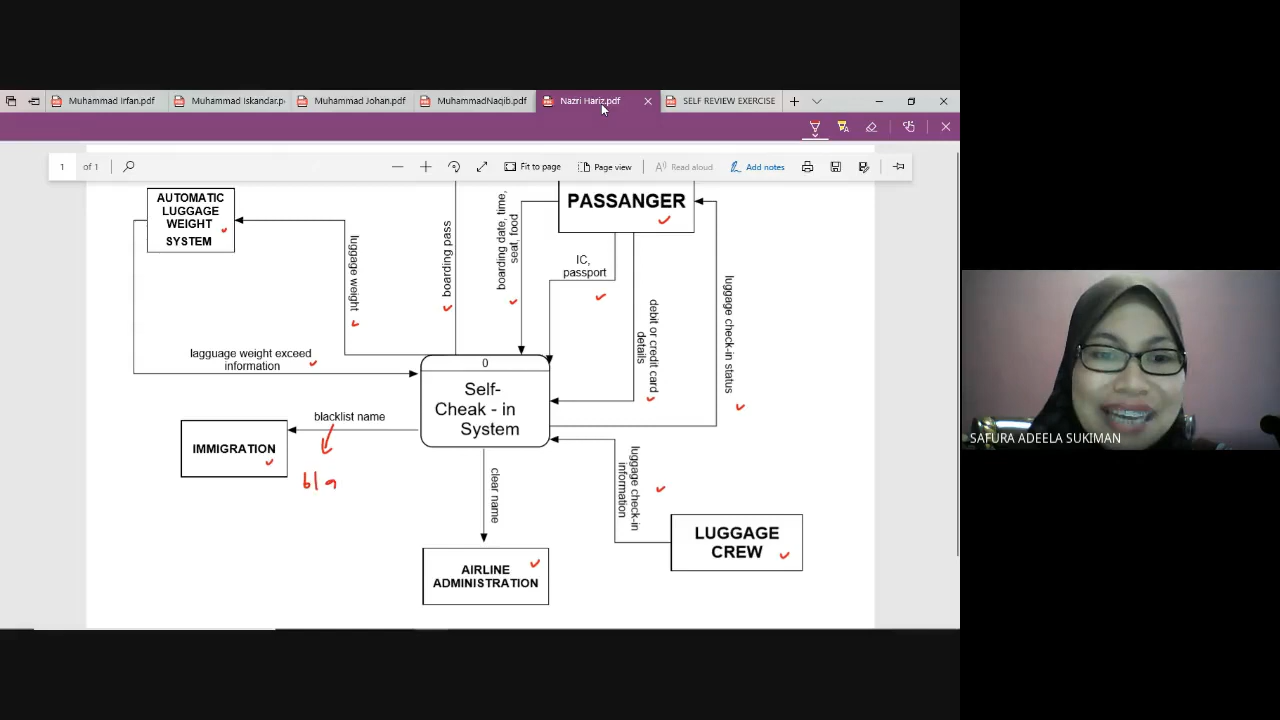 Muhammad Irfan.pdf
Muhammad Iskandar.p
Muhammad Johan.pdf
MuhammadNaqib.pdf
Nazri Hariz.pdf
SELF REVIEW EXERCISE
1
of 1
Fit to page
Page view
Read aloud
Add notes
AUTOMATIC
LUGGAGE
WEIGHT
SYSTEM
luggage weight
boarding pass
boarding date, time,
seat, food
PASSANGER
IC,
passport
debit or credit card
details
luggage check-in status
lagguage weight exceed
information
0
Self-
Cheak - in
System
blacklist name
IMMIGRATION
clear name
luggage check-in
information
LUGGAGE
CREW
AIRLINE
ADMINISTRATION
SAFURA ADEELA SUKIMAN